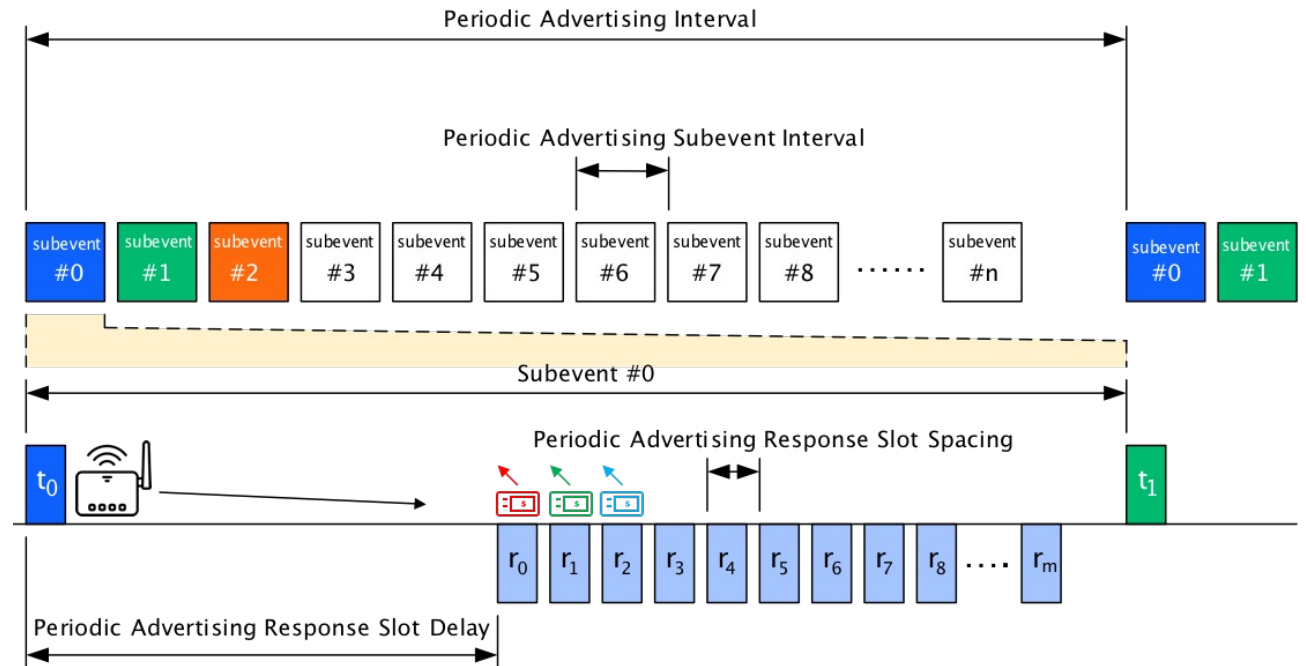 Periodic Advertising Interval
Periodic Advertising Subevent Interval
subevent #0
subevent #1
subevent #2
subevent #3
subevent #4
subevent #5
subevent #6
subevent #7
subevent #8
......
subevent #n
subevent #0
subevent #1
Subevent #0
Periodic Advertising Response Slot Spacing
t0
$ $ $
t1
r0 r1 r2 r3 r4 r5 r6 r7 r8 .... rm
Periodic Advertising Response Slot Delay